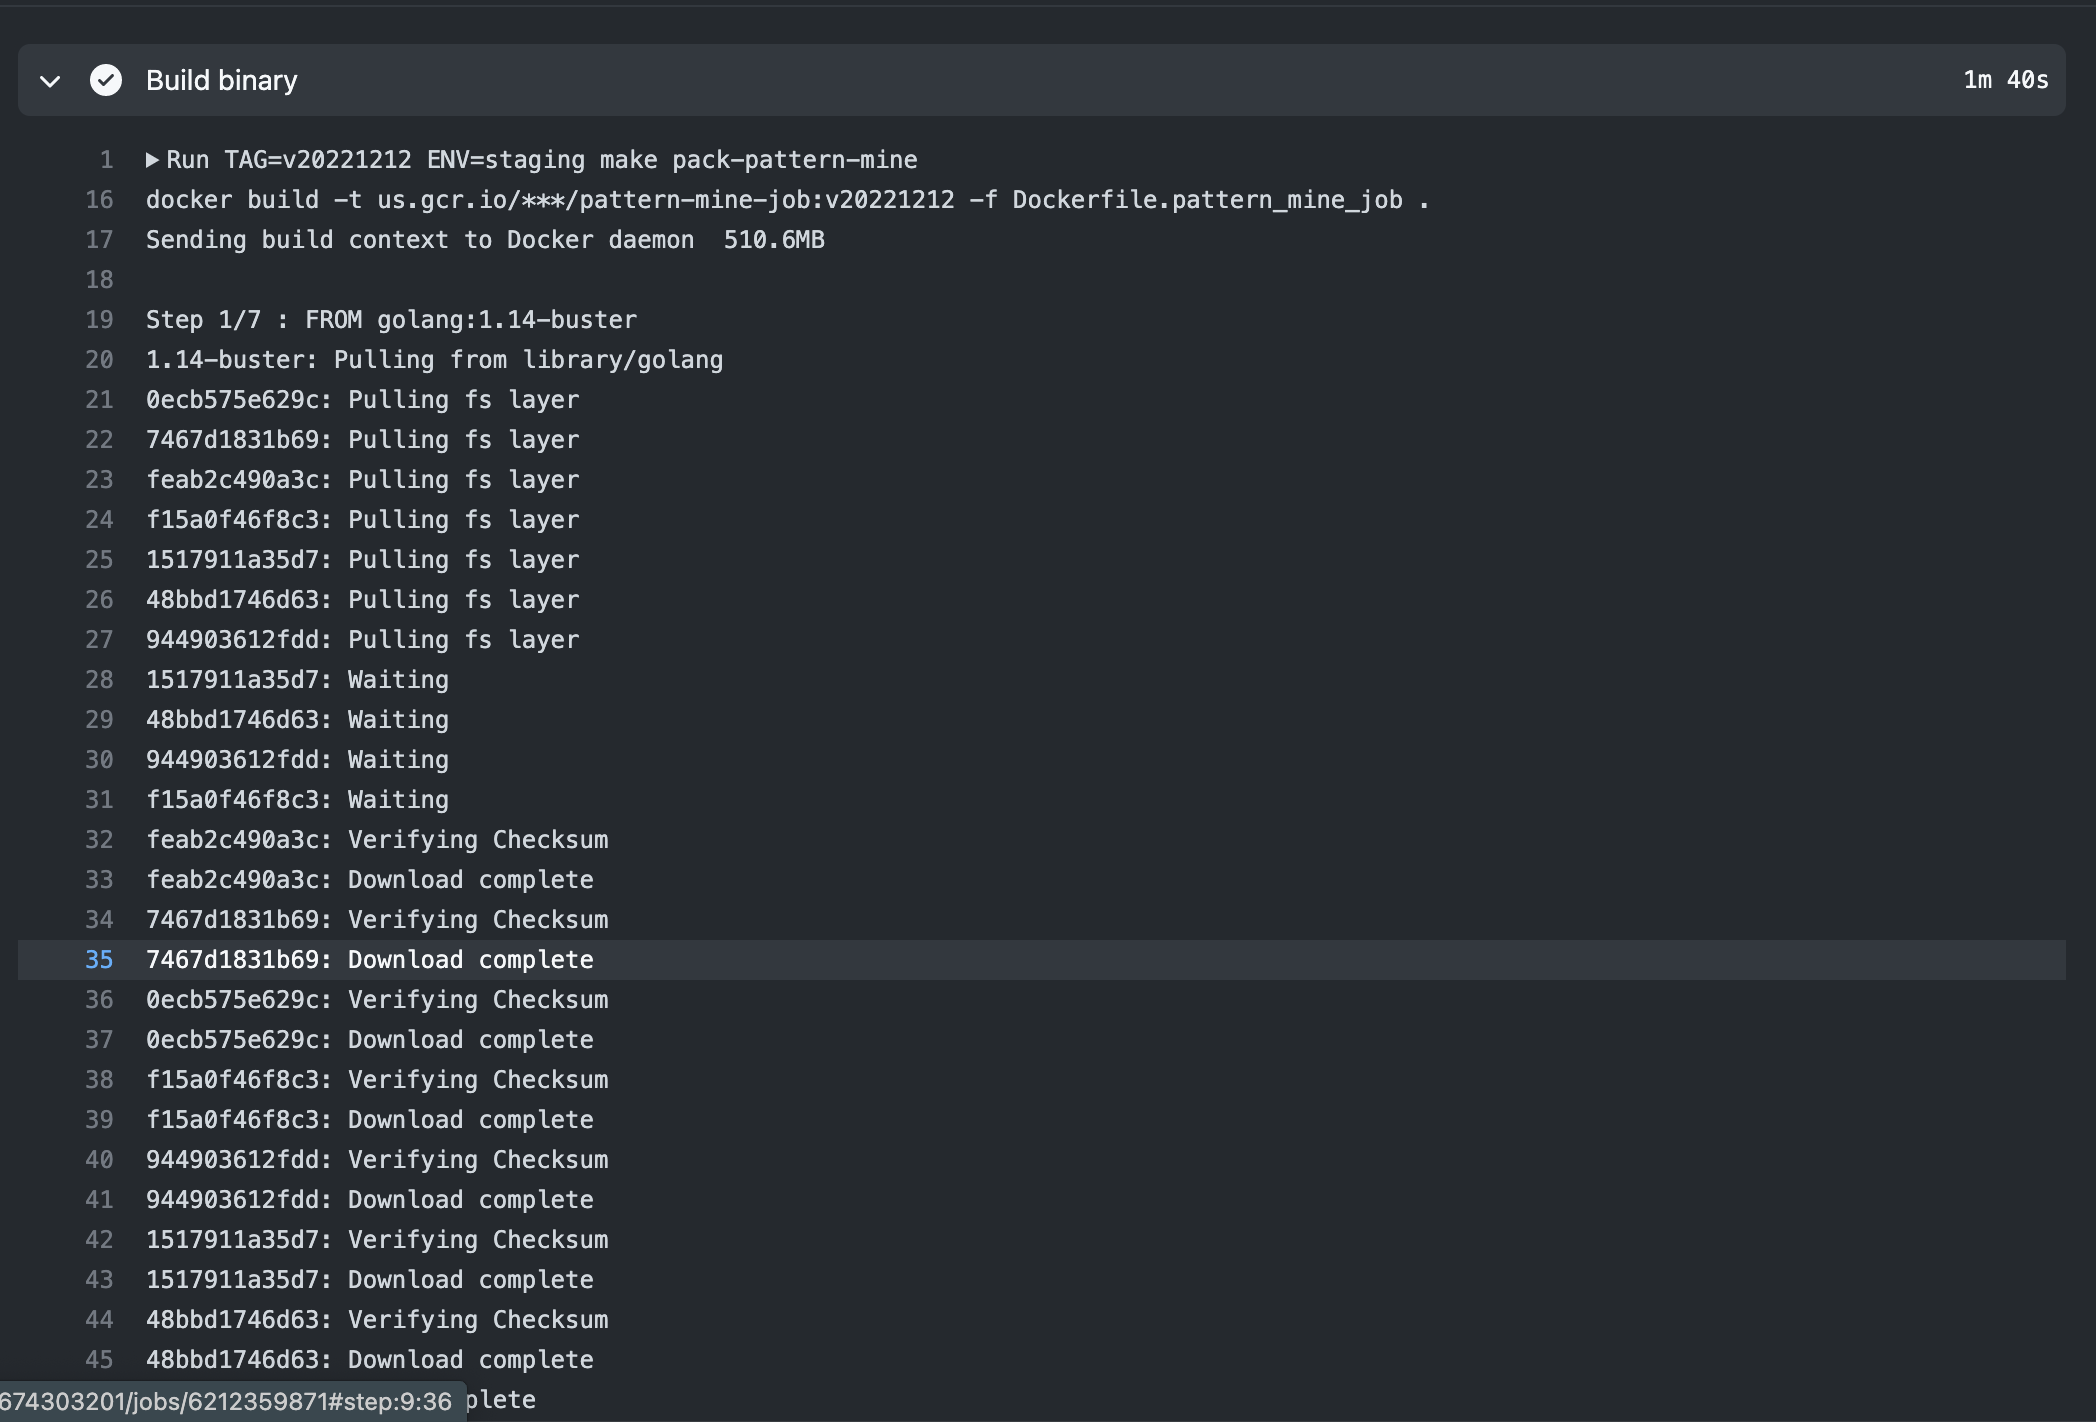 Build binary 1m 40s
1 Run TAG=v20221212 ENV=staging make pack-pattern-mine
16 docker build -t us.gcr.io/***/pattern-mine-job:v20221212 -f Dockerfile.pattern_mine_job .
17 Sending build context to Docker daemon  510.6MB
18
19 Step 1/7 : FROM golang:1.14-buster
20 1.14-buster: Pulling from library/golang
21 0ecb575e629c: Pulling fs layer
22 7467d1831b69: Pulling fs layer
23 feab2c490a3c: Pulling fs layer
24 f15a0f46f8c3: Pulling fs layer
25 1517911a35d7: Pulling fs layer
26 48bbd1746d63: Pulling fs layer
27 944903612fdd: Pulling fs layer
28 1517911a35d7: Waiting
29 48bbd1746d63: Waiting
30 944903612fdd: Waiting
31 f15a0f46f8c3: Waiting
32 feab2c490a3c: Verifying Checksum
33 feab2c490a3c: Download complete
34 7467d1831b69: Verifying Checksum
35 7467d1831b69: Download complete
36 0ecb575e629c: Verifying Checksum
37 0ecb575e629c: Download complete
38 f15a0f46f8c3: Verifying Checksum
39 f15a0f46f8c3: Download complete
40 944903612fdd: Verifying Checksum
41 944903612fdd: Download complete
42 1517911a35d7: Verifying Checksum
43 1517911a35d7: Download complete
44 48bbd1746d63: Verifying Checksum
45 48bbd1746d63: Download complete
674303201/jobs/6212359871#step:9:36 plete